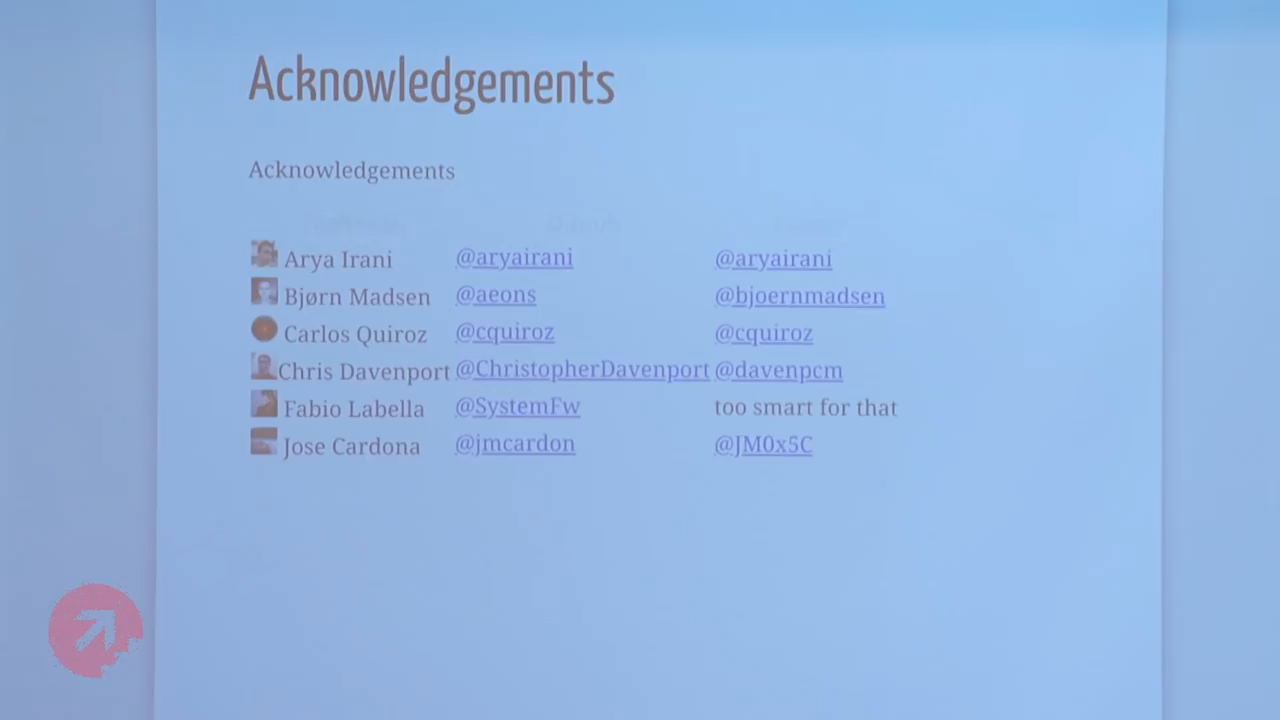 Acknowledgements
Acknowledgements
Arya Irani @aryairani @aryairani
Bjørn Madsen @aeons @bjoernmadsen
Carlos Quiroz @cquiroz @cquiroz
Chris Davenport @ChristopherDavenport @davenpcm
Fabio Labella @SystemFw too smart for that
Jose Cardona @jmcardon @JM0x5C